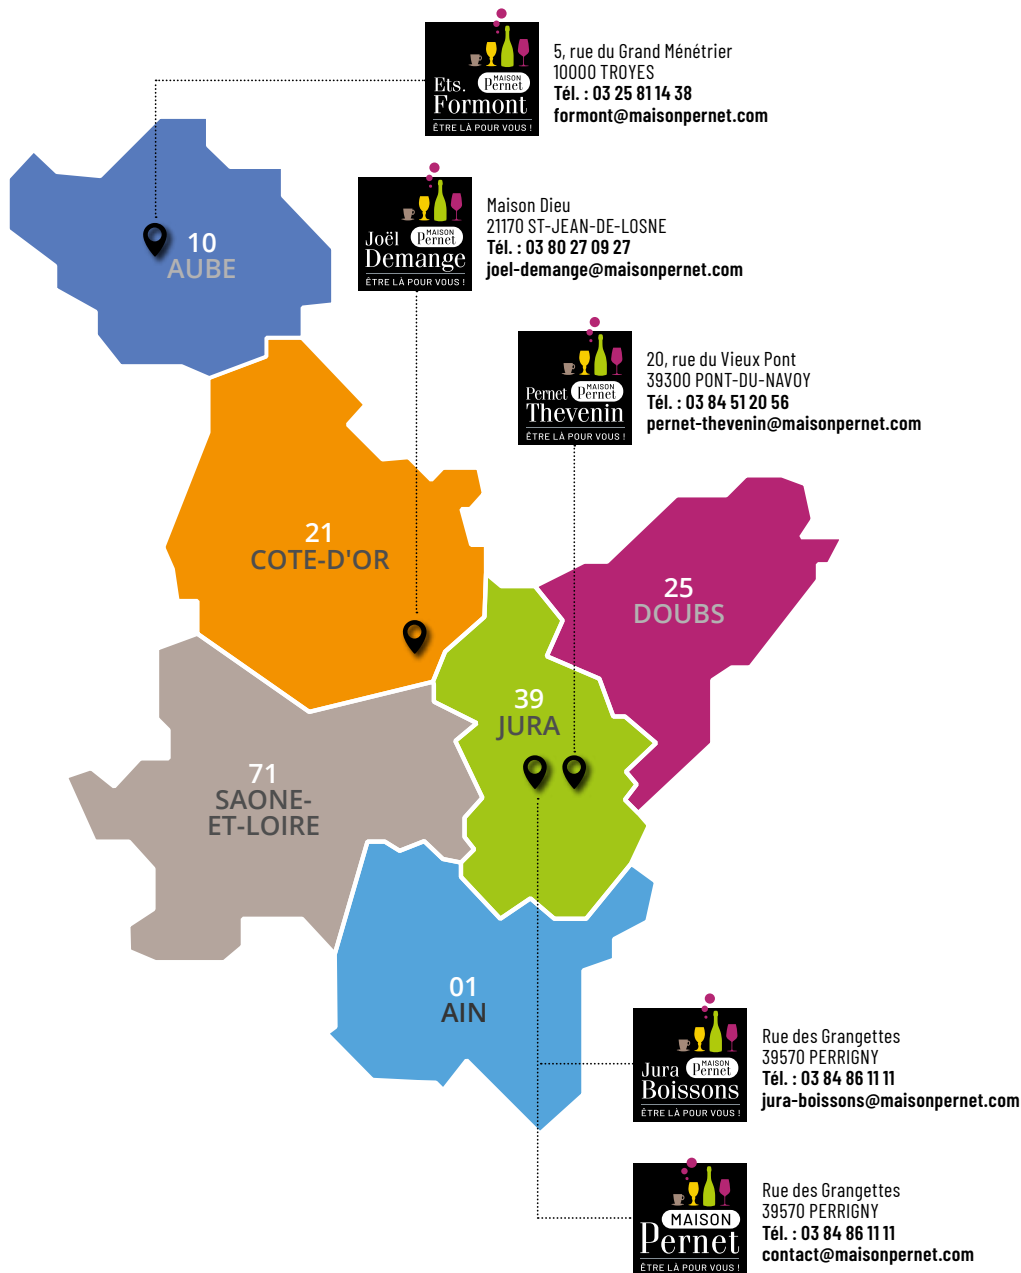 MAISON
Pernet
Ets.
Formont
ÊTRE LÀ POUR VOUS !
5, rue du Grand Ménétrier
10000 TROYES
Tél. : 03 25 81 14 38
formont@maisonpernet.com
MAISON
Pernet
Joël
Demange
ÊTRE LÀ POUR VOUS !
Maison Dieu
21170 ST-JEAN-DE-LOSNE
Tél. : 03 80 27 09 27
joel-demange@maisonpernet.com
10
AUBE
MAISON
Pernet
Pernet
Thevenin
ÊTRE LÀ POUR VOUS !
20, rue du Vieux Pont
39300 PONT-DU-NAVOY
Tél. : 03 84 51 20 56
pernet-thevenin@maisonpernet.com
21
COTE-D'OR
25
DOUBS
39
JURA
71
SAONE-
ET-LOIRE
01
AIN
MAISON
Pernet
Jura
Boissons
ÊTRE LÀ POUR VOUS !
Rue des Grangettes
39570 PERRIGNY
Tél. : 03 84 86 11 11
jura-boissons@maisonpernet.com
MAISON
Pernet
ÊTRE LÀ POUR VOUS !
Rue des Grangettes
39570 PERRIGNY
Tél. : 03 84 86 11 11
contact@maisonpernet.com